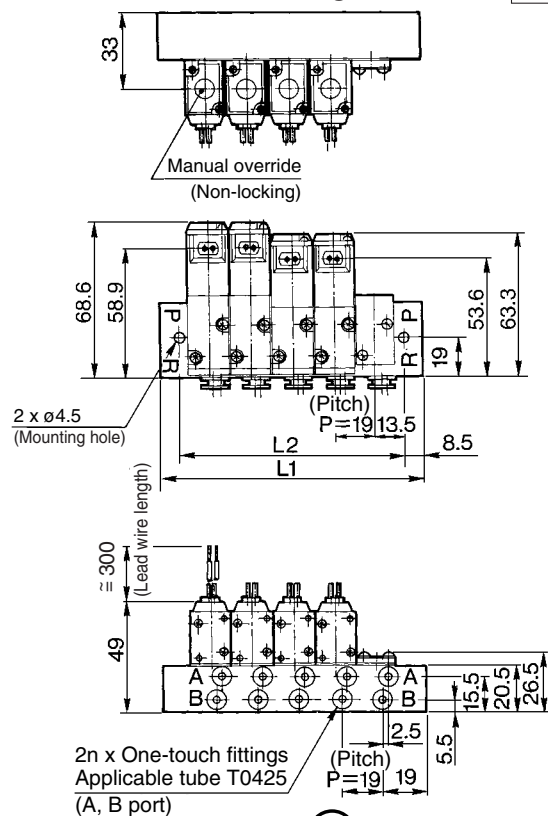 33
Manual override
(Non-locking)
68.6
58.9
53.6
63.3
P
P
R
R
19
2 x ø4.5
(Mounting hole)
(Pitch)
P=19
13.5
L2
8.5
L1
≈300
(Lead wire length)
49
A
A
B
B
15.5
20.5
26.5
2.5
5.5
(Pitch)
P=19
19
2n x One-touch fittings
Applicable tube T0425
(A, B port)